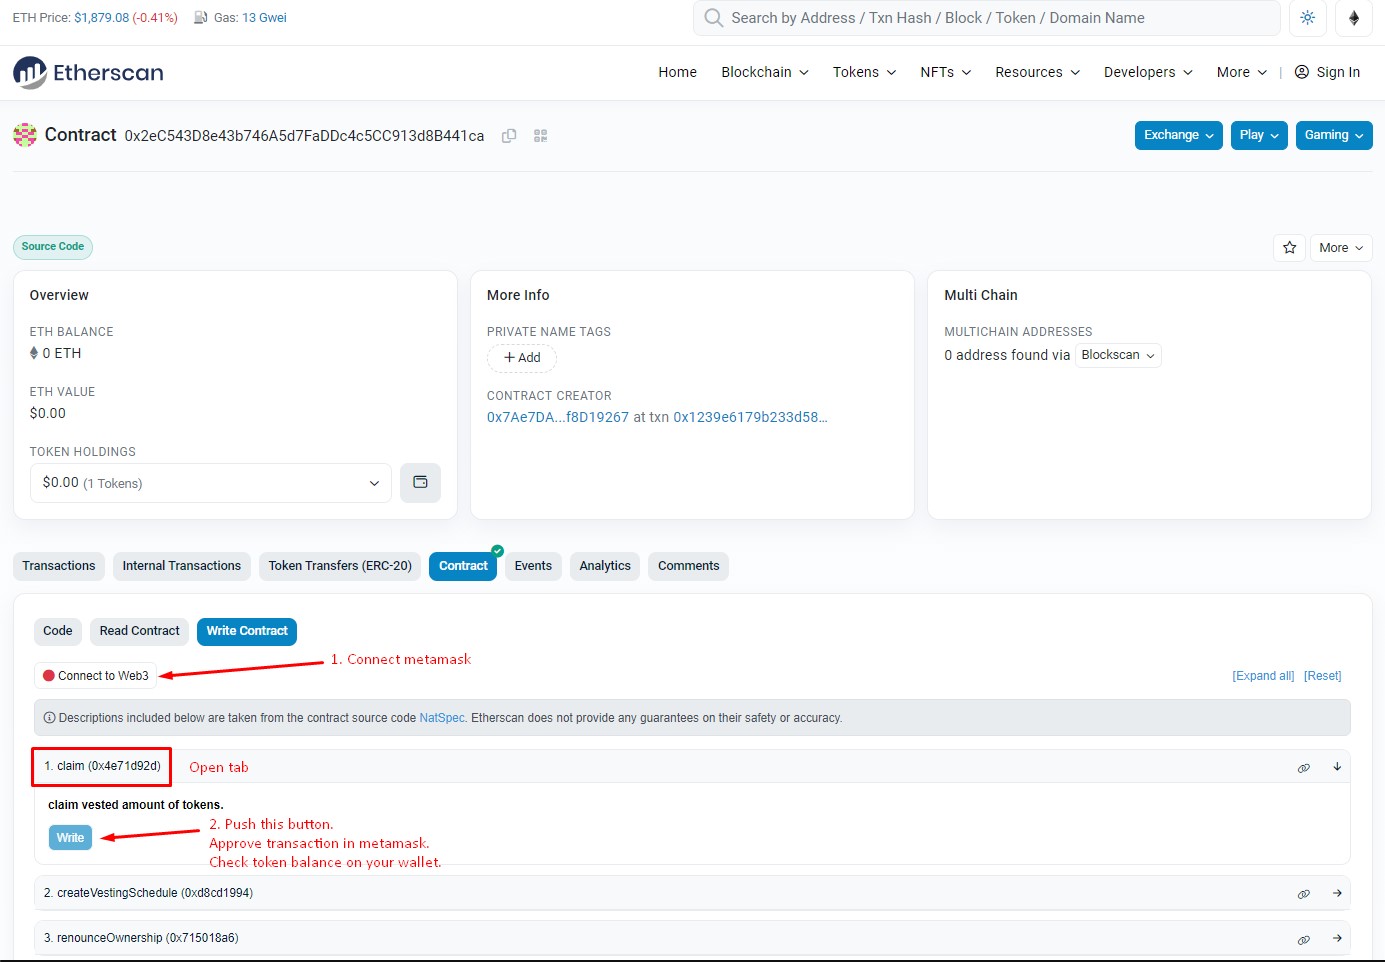 ETH Price: $1,879.08 (-0.41%) Gas: 13 Gwei
Search by Address / Txn Hash / Block / Token / Domain Name
Etherscan
Home Blockchain Tokens NFTs Resources Developers More | Sign In
Contract 0x2eC543D8e43b746A5d7FaDDc4c5CC913d8B441ca
Exchange Play Gaming
Source Code
More
Overview
ETH BALANCE
0 ETH
ETH VALUE
$0.00
TOKEN HOLDINGS
$0.00 (1 Tokens)
More Info
PRIVATE NAME TAGS
+ Add
CONTRACT CREATOR
0x7Ae7DA...f8D19267 at txn 0x1239e6179b233d58...
Multi Chain
MULTICHAIN ADDRESSES
0 address found via Blockscan
Transactions Internal Transactions Token Transfers (ERC-20) Contract Events Analytics Comments
Code Read Contract Write Contract
1. Connect metamask
Connect to Web3
[Expand all] [Reset]
Descriptions included below are taken from the contract source code NatSpec. Etherscan does not provide any guarantees on their safety or accuracy.
1. claim (0x4e71d92d) Open tab
claim vested amount of tokens.
Write
2. Push this button.
Approve transaction in metamask.
Check token balance on your wallet.
2. createVestingSchedule (0xd8cd1994)
3. renounceOwnership (0x715018a6)